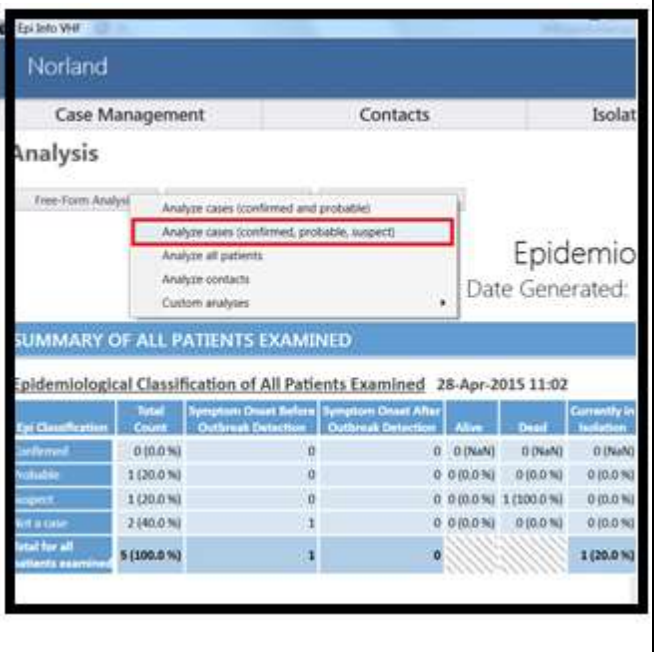 Epi Info VHF
Norland
Case Management Contacts Isolat
Analysis
Free-Form Analysi
Analyze cases (confirmed and probable)
Analyze cases (confirmed, probable, suspect)
Analyze all patients
Analyze contacts
Custom analyses
Epidemio
Date Generated:
SUMMARY OF ALL PATIENTS EXAMINED
Epidemiological Classification of All Patients Examined 28-Apr-2015 11:02
Epi Classification Total Count Symptom Onset Before Outbreak Detection Symptom Onset After Outbreak Detection Alive Dead Currently in Isolation
Confirmed 0 (0.0 %) 0 0 0 (NaN) 0 (NaN) 0 (NaN)
Probable 1 (20.0 %) 0 0 0 (0.0 %) 0 (0.0 %) 0 (0.0 %)
Suspect 1 (20.0 %) 0 0 0 (0.0 %) 1 (100.0 %) 0 (0.0 %)
Not a case 2 (40.0 %) 1 0 0 (0.0 %) 0 (0.0 %) 0 (0.0 %)
Total for all patients examined 5 (100.0 %) 1 0 1 (20.0 %)